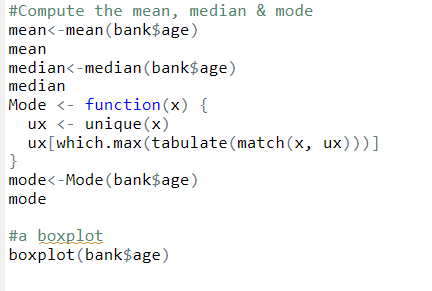 #Compute the mean, median & mode
mean<-mean(bank$age)
mean
median<-median(bank$age)
median
Mode <- function(x) {
  ux <- unique(x)
  ux[which.max(tabulate(match(x, ux)))]
}
mode<-Mode(bank$age)
mode

#a boxplot
boxplot(bank$age)